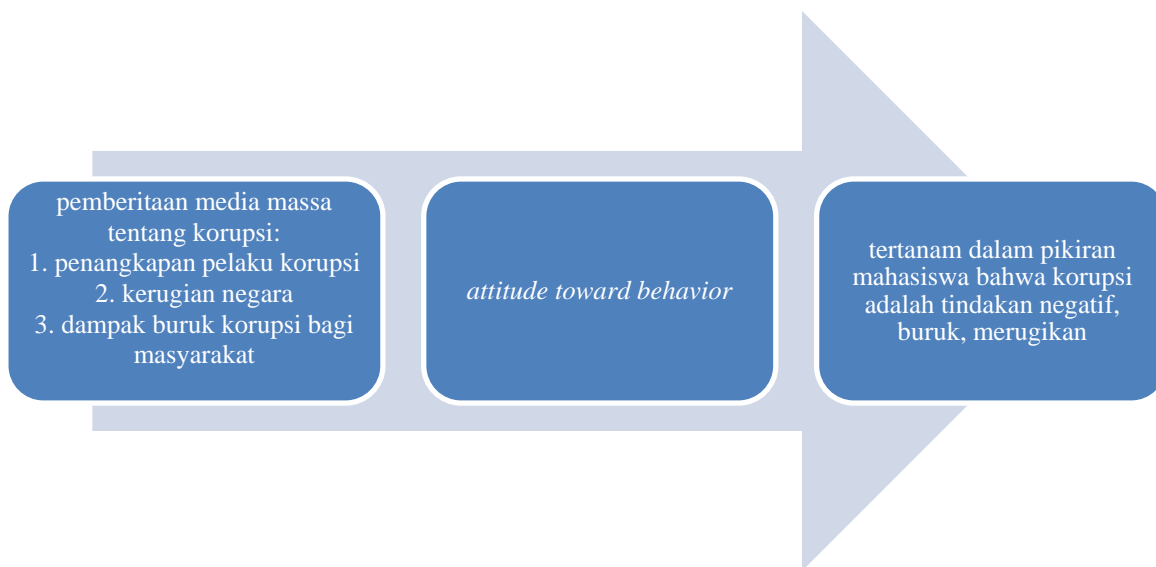 pemberitaan media massa
tentang korupsi:
1. penangkapan pelaku korupsi
2. kerugian negara
3. dampak buruk korupsi bagi
masyarakat
attitude toward behavior
tertanam dalam pikiran
mahasiswa bahwa korupsi
adalah tindakan negatif,
buruk, merugikan